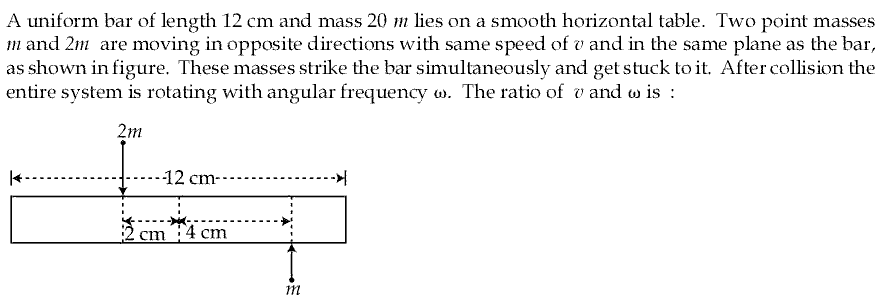 A uniform bar of length 12 cm and mass 20 m lies on a smooth horizontal table. Two point masses
m and 2m are moving in opposite directions with same speed of v and in the same plane as the bar,
as shown in figure. These masses strike the bar simultaneously and get stuck to it. After collision the
entire system is rotating with angular frequency ω. The ratio of v and ω is :
2m
12 cm
2 cm 4 cm
m